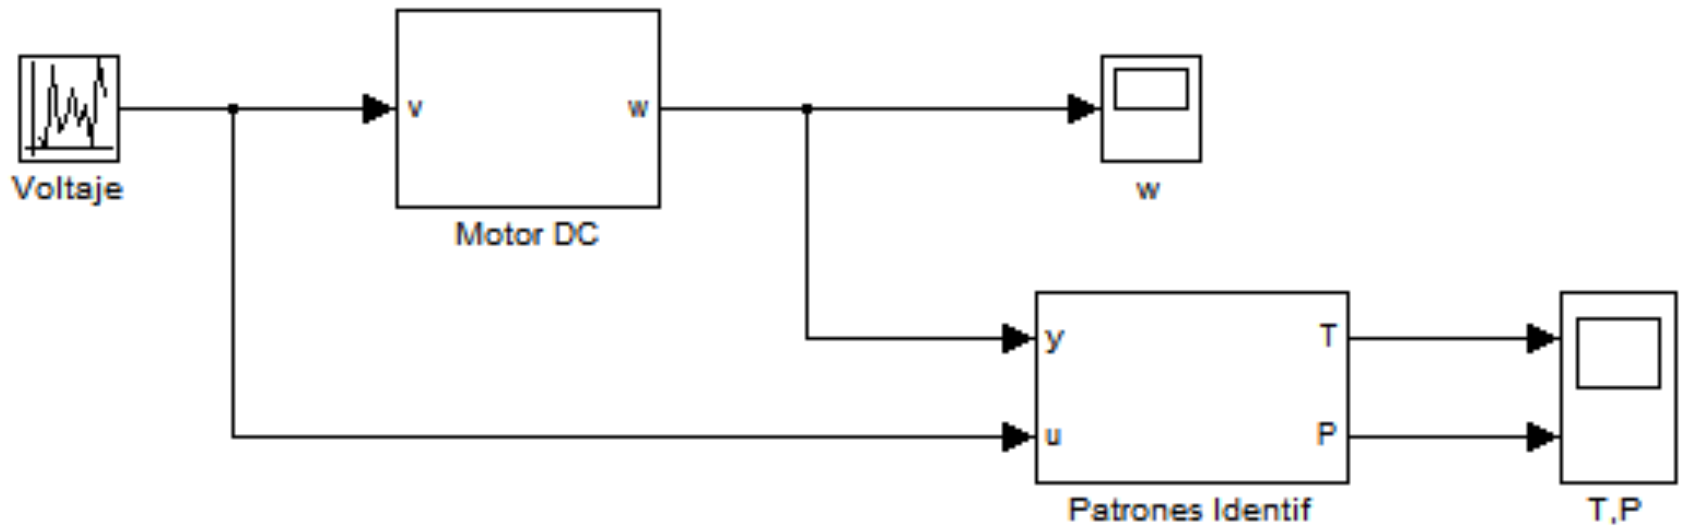 v
w
Voltaje
w
Motor DC
y
T
u
P
Patrones Identif
T,P